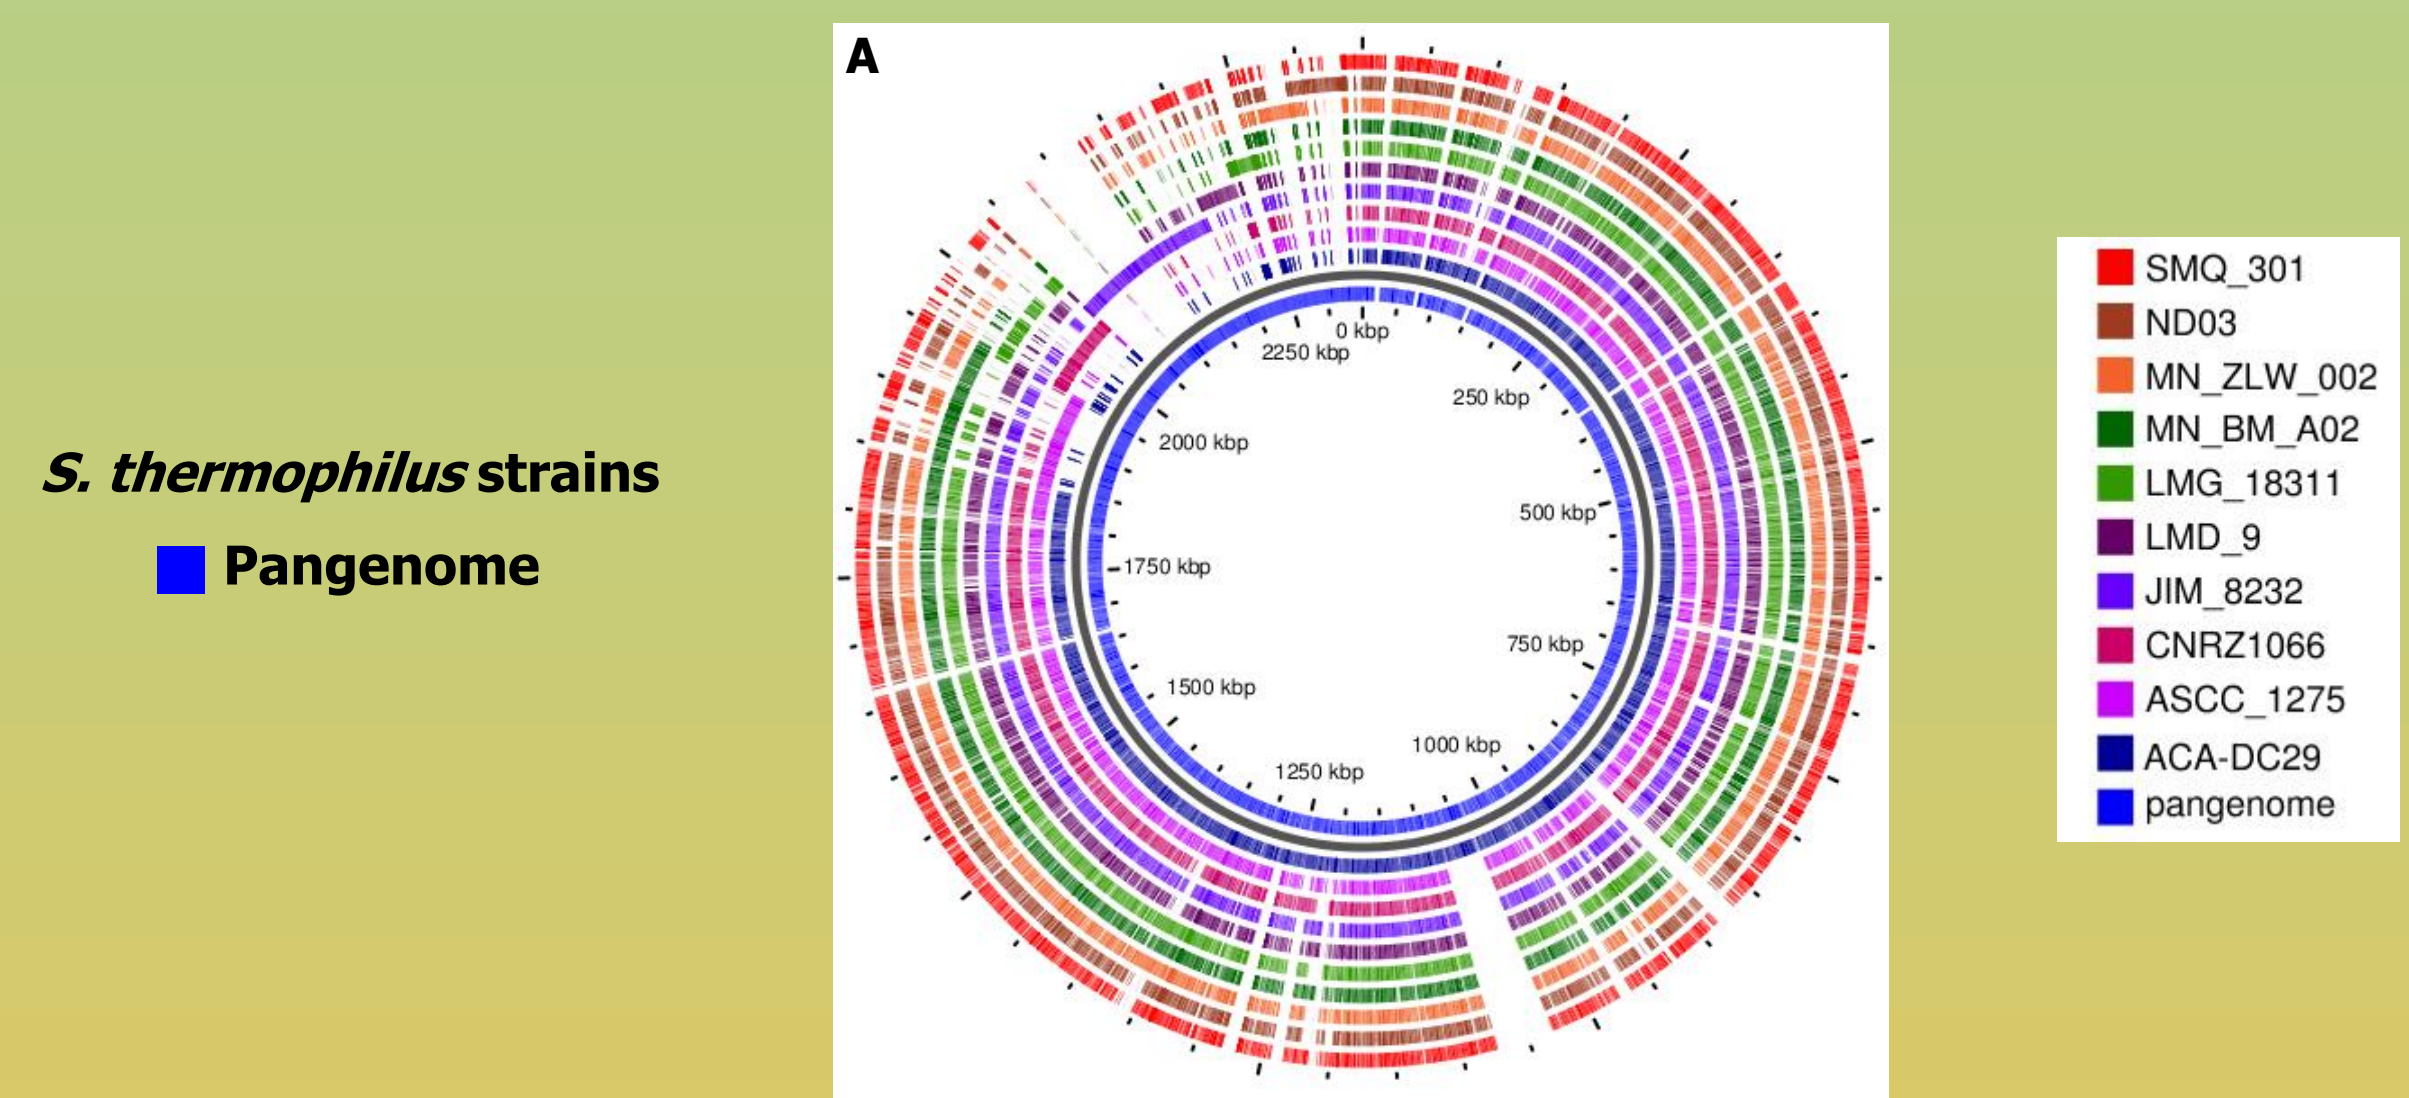 S. thermophilus strains
Pangenome
A
0 kbp
2250 kbp
250 kbp
2000 kbp
500 kbp
1750 kbp
750 kbp
1500 kbp
1000 kbp
1250 kbp
SMQ_301
ND03
MN_ZLW_002
MN_BM_A02
LMG_18311
LMD_9
JIM_8232
CNRZ1066
ASCC_1275
ACA-DC29
pangenome